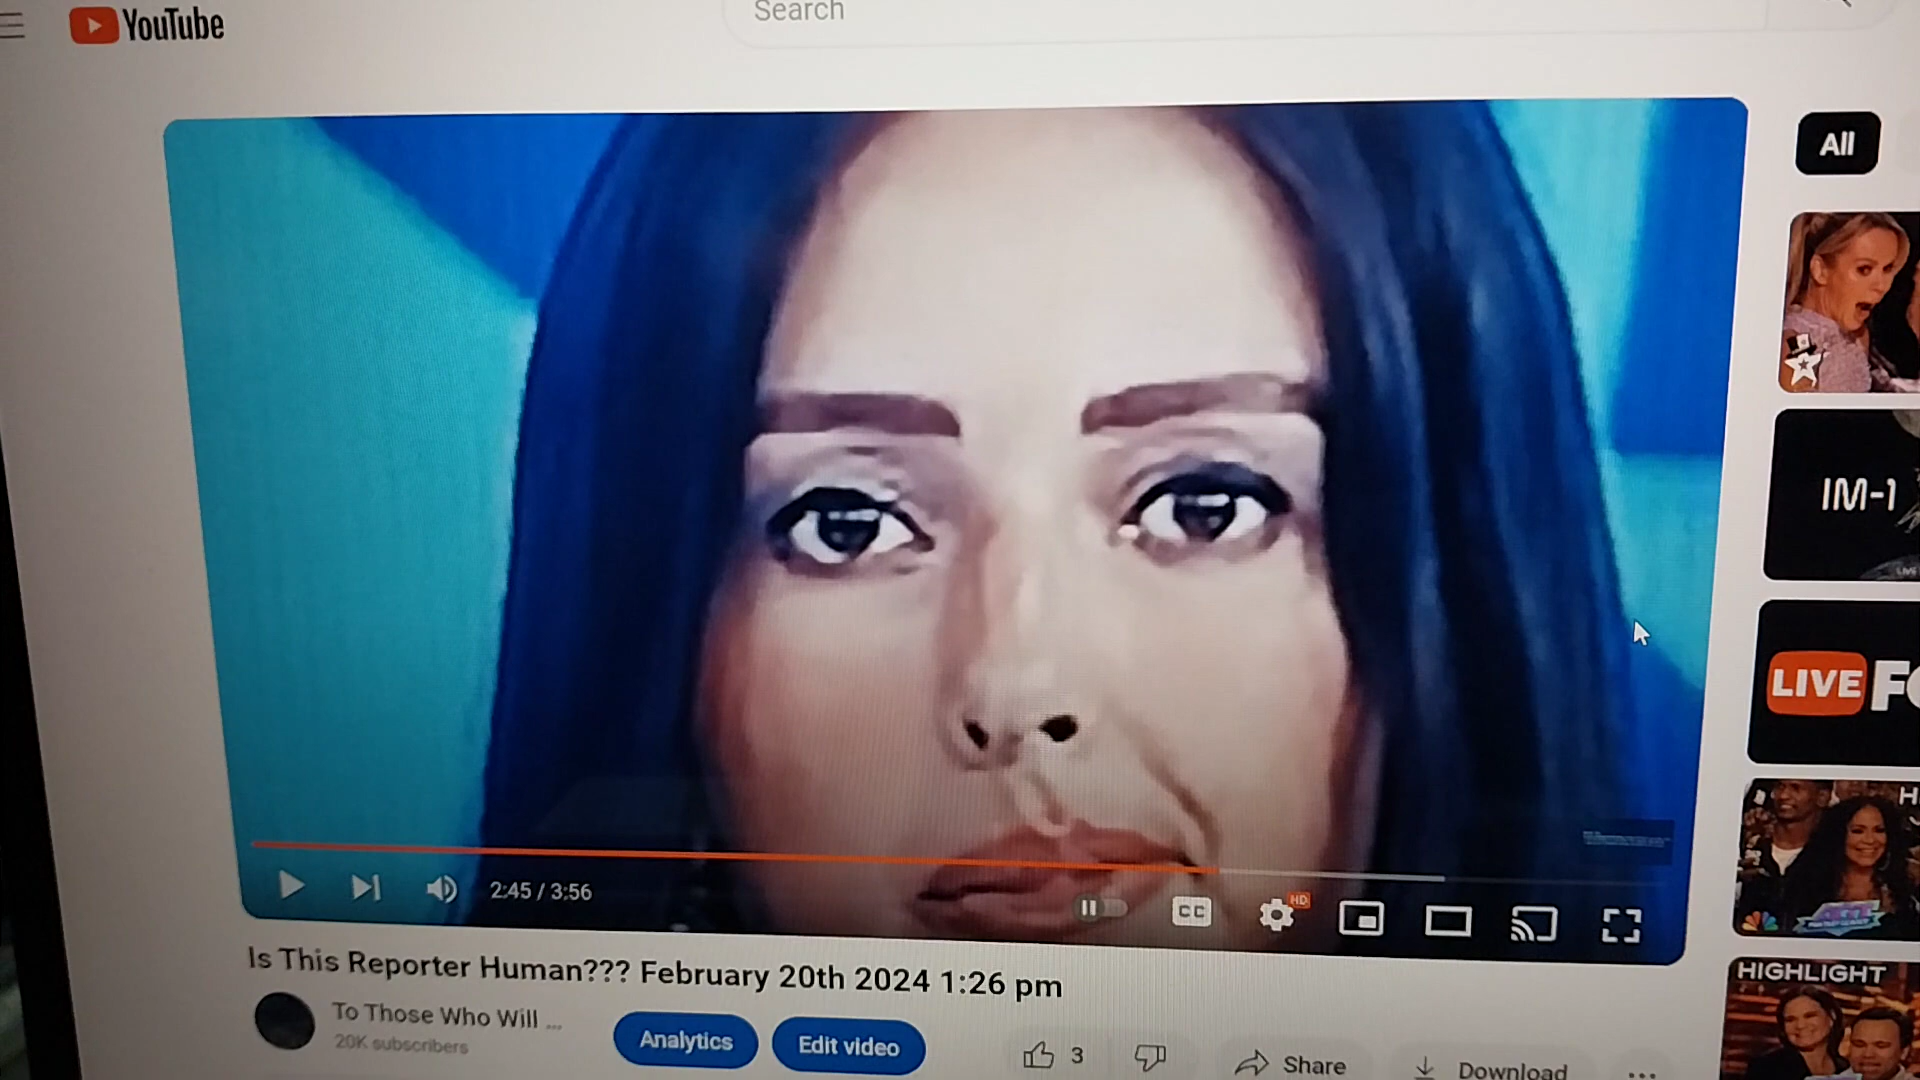 YouTube
Search
All
IM-1
LIVE
LIVE
2:45 / 3:56
CC
HD
Is This Reporter Human??? February 20th 2024 1:26 pm
To Those Who Will ...
20K subscribers
Analytics
Edit video
3
Share
Download
...
HIGHLIGHT